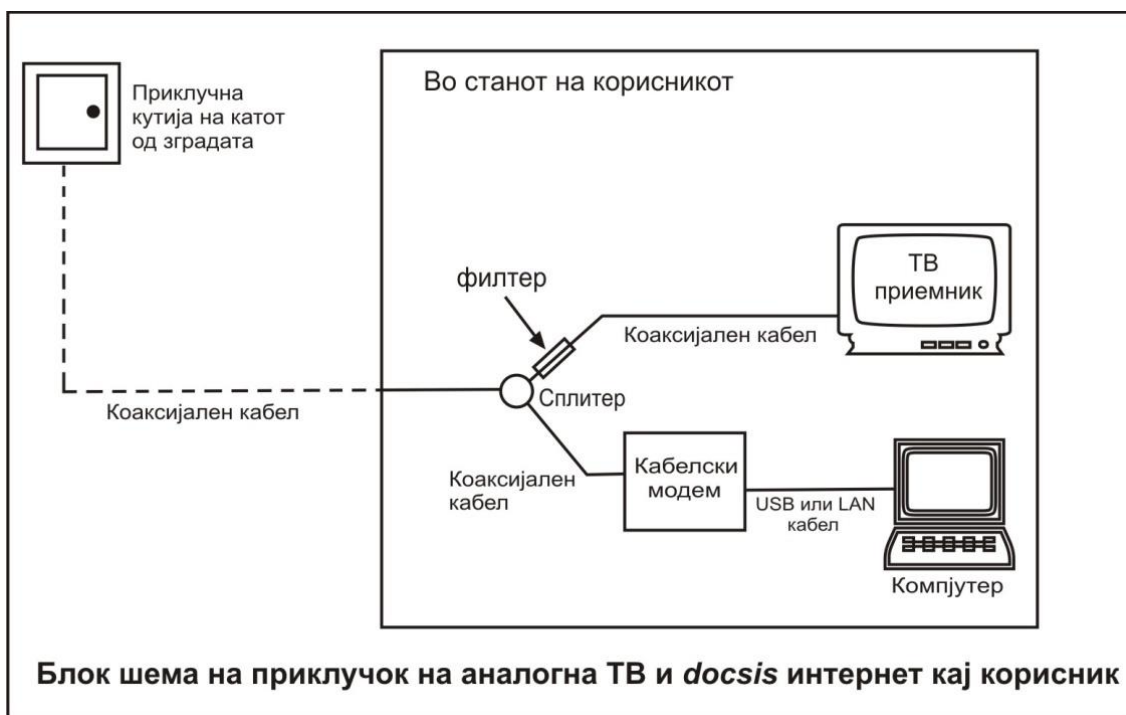 Приклучна
кутија на катот
од зградата
Во станот на корисникот
филтер
ТВ
приемник
Коаксијален кабел
Сплитер
Коаксијален кабел
Коаксијален
кабел
Кабелски
модем
USB или LAN
кабел
Компјутер
Блок шема на приклучок на аналогна ТВ и docsis интернет кај корисник